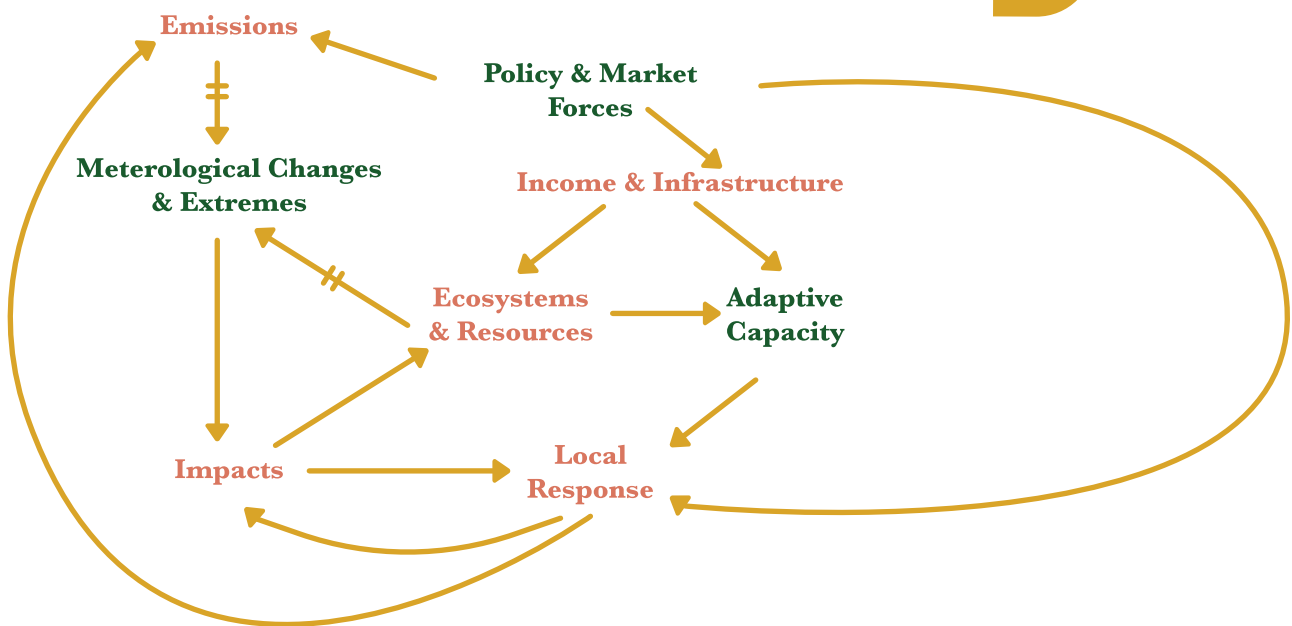 Emissions
Policy & Market
Forces
Meterological Changes
& Extremes
Income & Infrastructure
Ecosystems
& Resources
Adaptive
Capacity
Impacts
Local
Response